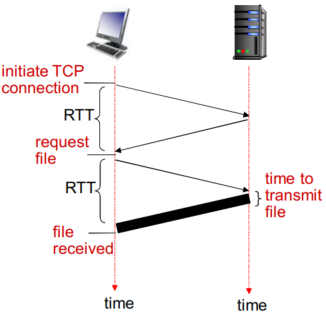 initiate TCP
connection
RTT
request
file
RTT
time to
transmit
file
file
received
time
time